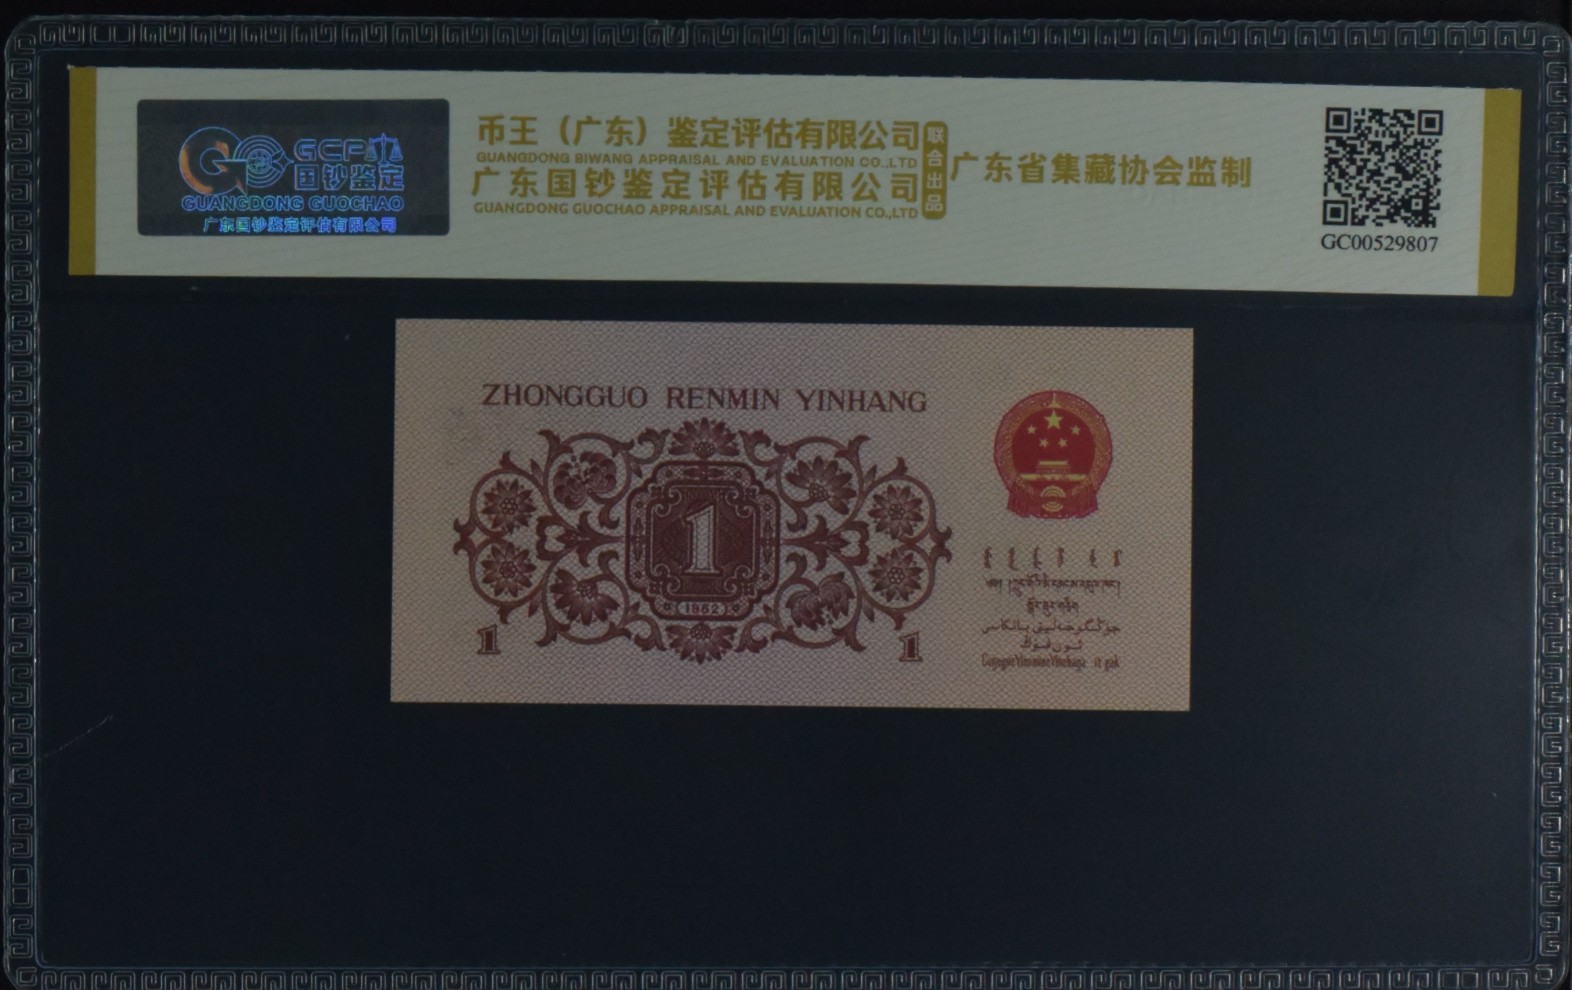 GCP
国钞鉴定
GUANGDONG GUOCHAO
广东国钞鉴定评估有限公司
币王（广东）鉴定评估有限公司
GUANGDONG BIWANG APPRAISAL AND EVALUATION CO.,LTD
广东国钞鉴定评估有限公司
GUANGDONG GUOCHAO APPRAISAL AND EVALUATION CO.,LTD
联合出品
广东省集藏协会监制
GC00529807
ZHONGGUO RENMIN YINHANG
1
1962
1
1